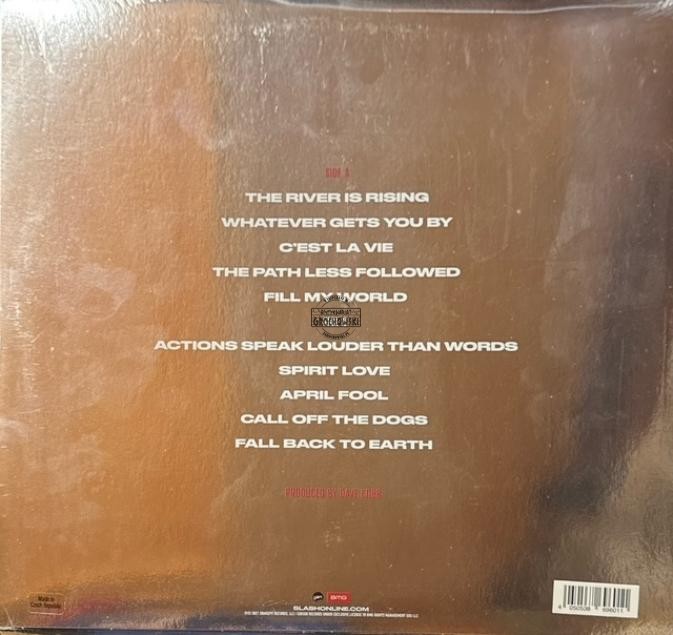 SIDE A
THE RIVER IS RISING
WHATEVER GETS YOU BY
C'EST LA VIE
THE PATH LESS FOLLOWED
FILL MY WORLD
ANTYKWARIAT
GROCHOWSKI
ACTIONS SPEAK LOUDER THAN WORDS
SPIRIT LOVE
APRIL FOOL
CALL OFF THE DOGS
FALL BACK TO EARTH
PRODUCED BY DAVE COBB
Made in
Czech Republic
BMG
SLASHONLINE.COM